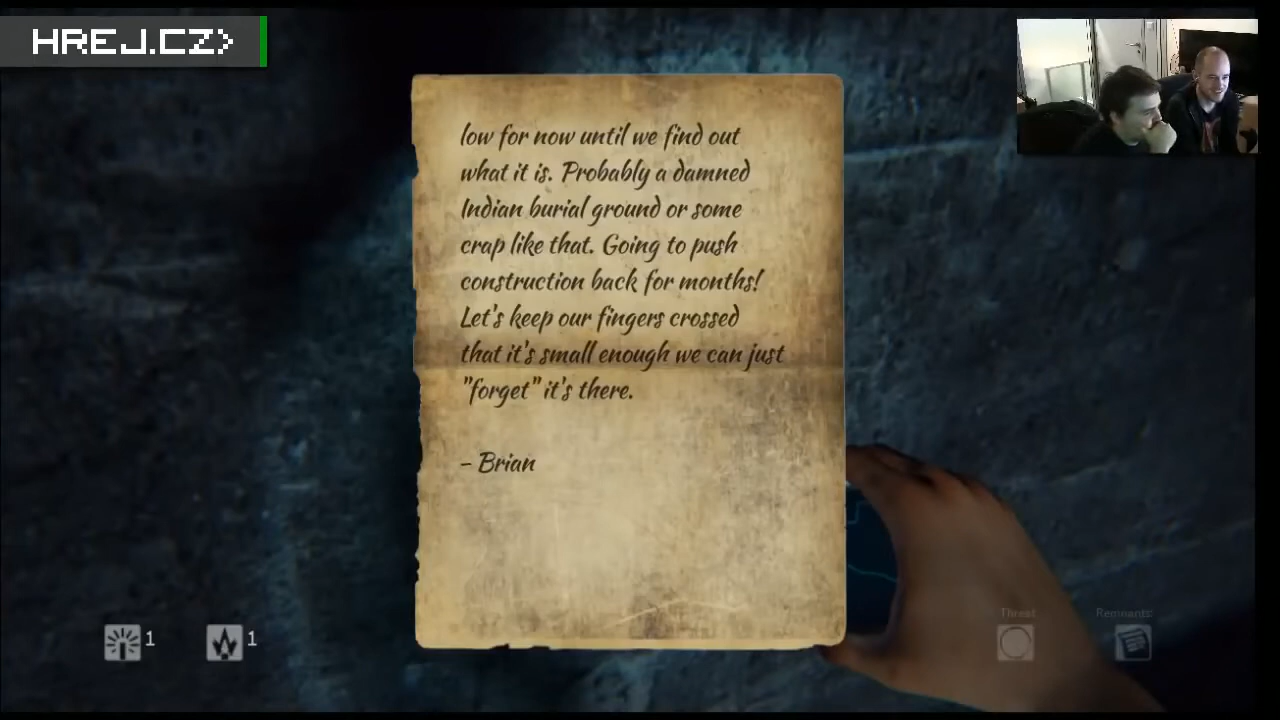 HREJ.CZ>
low for now until we find out
what it is. Probably a damned
Indian burial ground or some
crap like that. Going to push
construction back for months!
Let's keep our fingers crossed
that it's small enough we can just
"forget" it's there.
- Brian
1
1
Threat
Remnants: